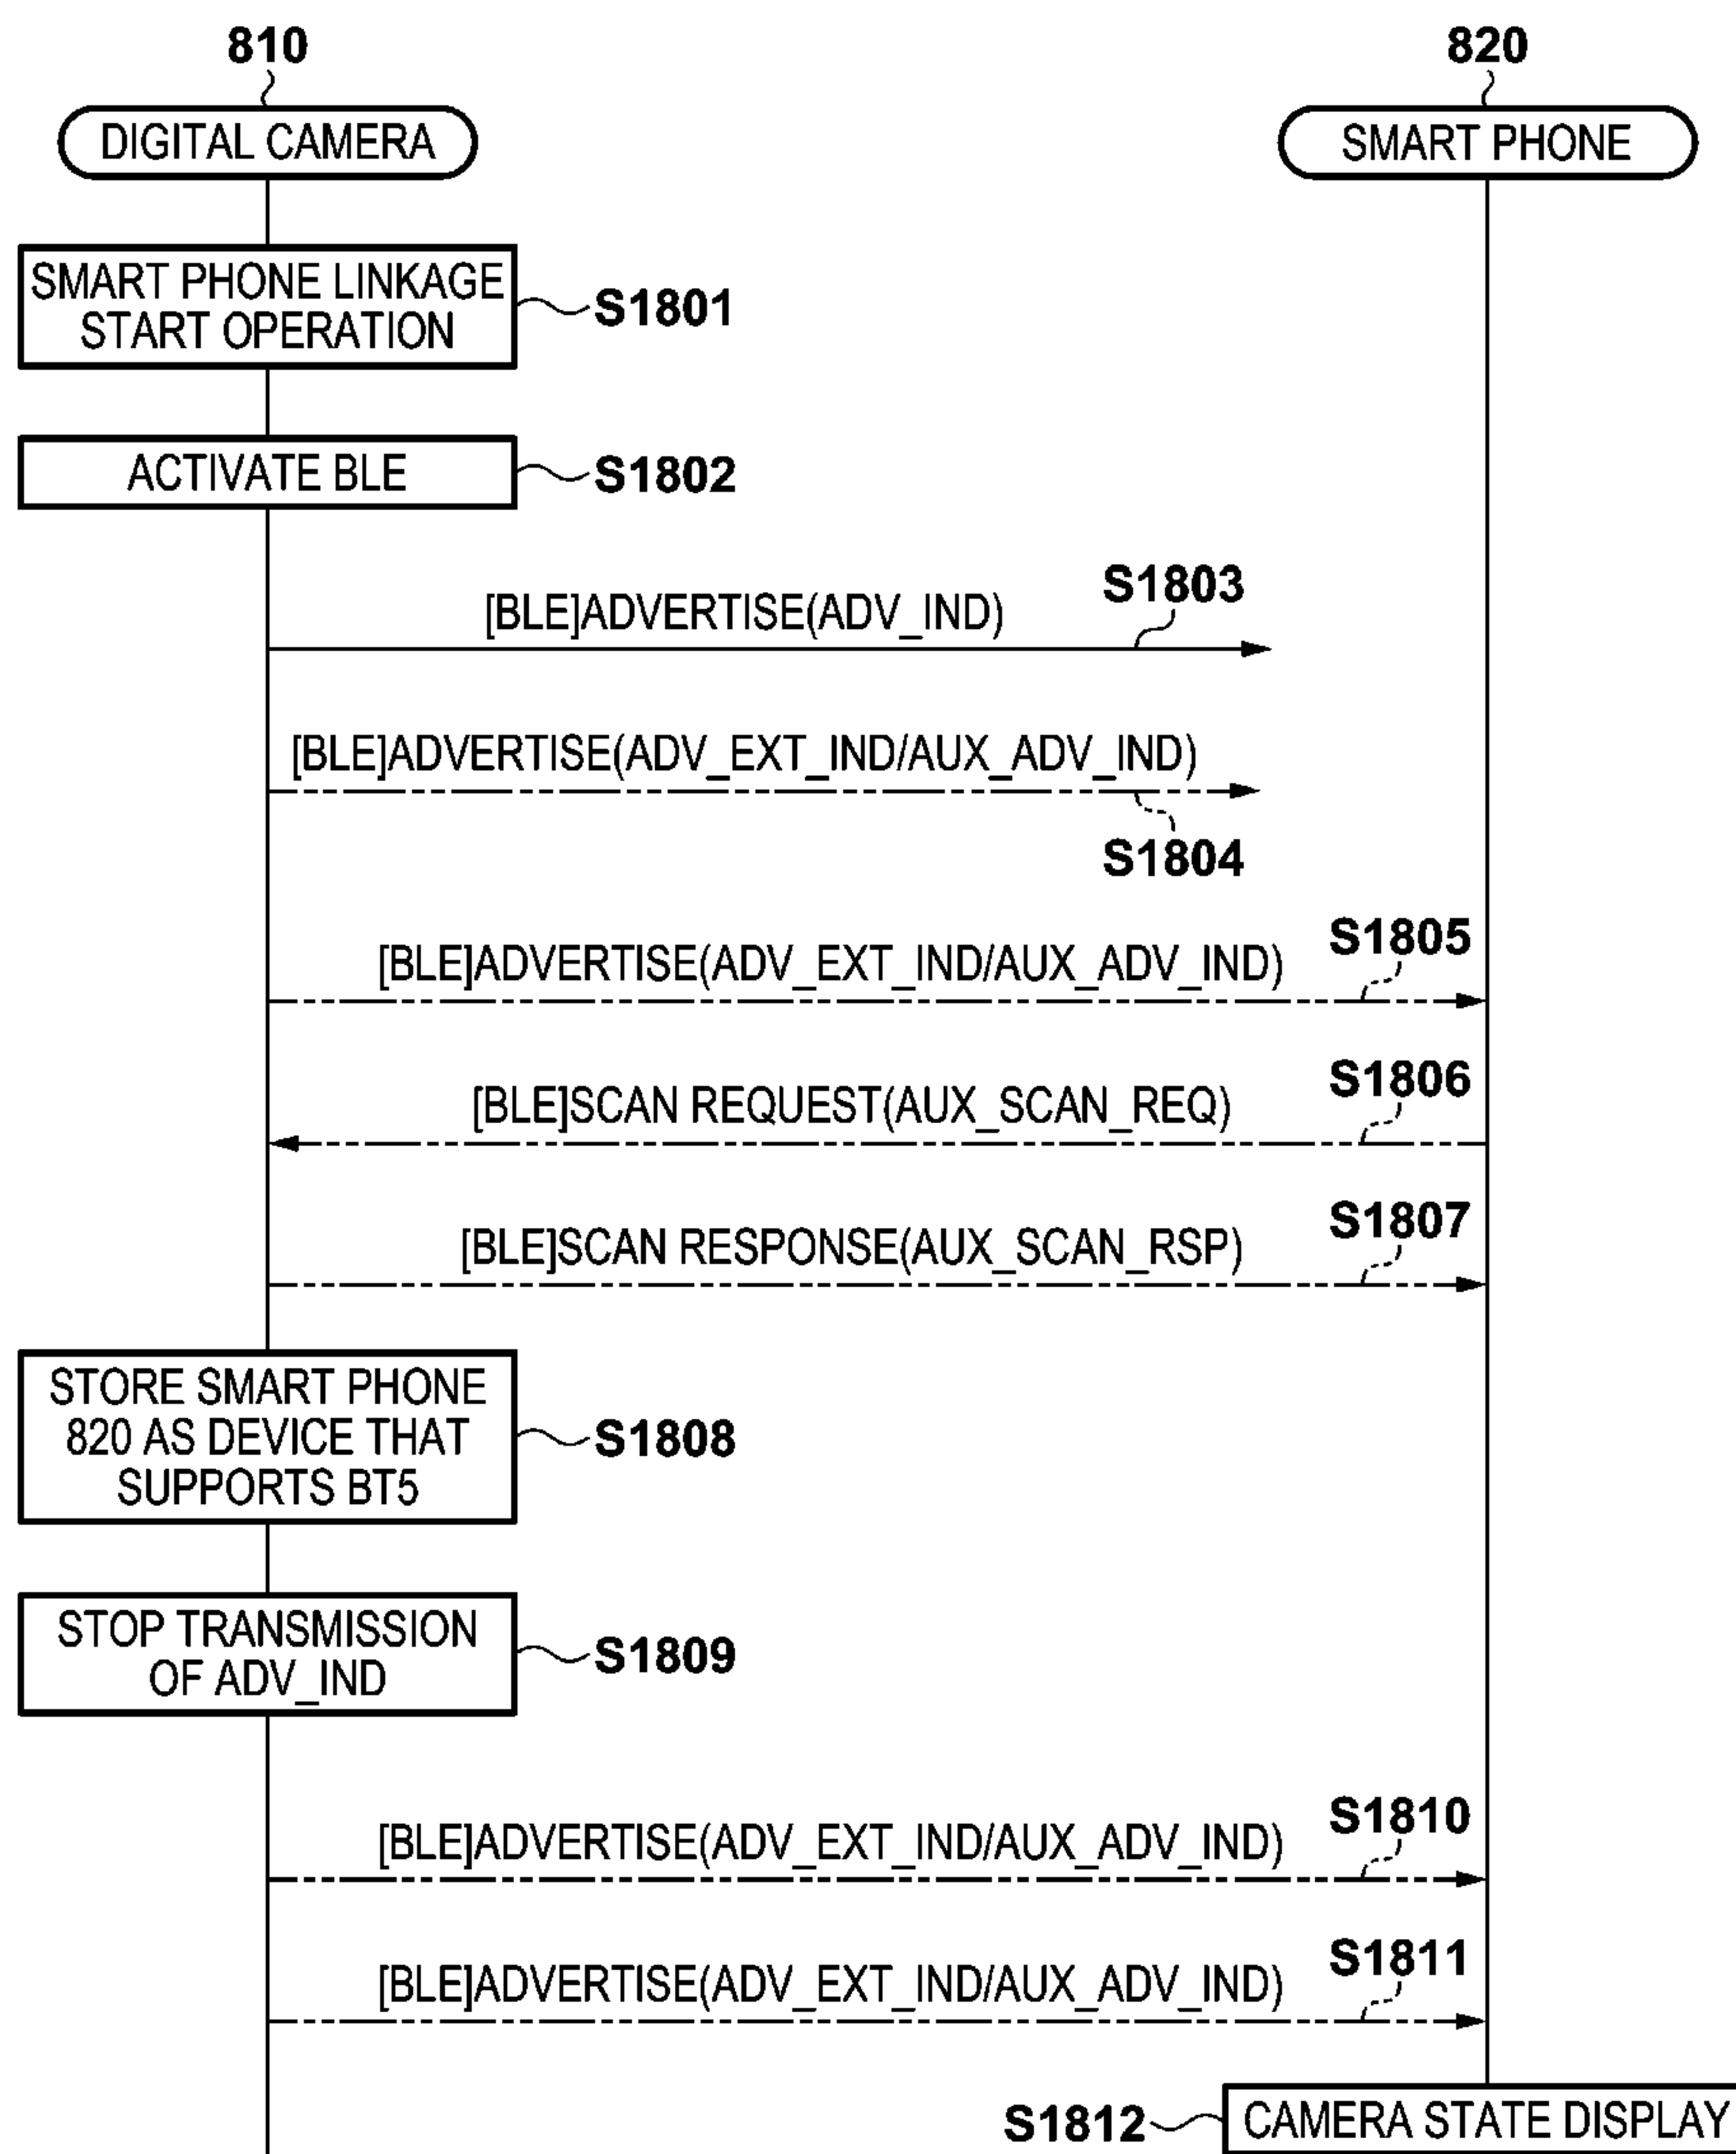 810
820
DIGITAL CAMERA
SMART PHONE
SMART PHONE LINKAGE
START OPERATION
S1801
ACTIVATE BLE
S1802
S1803
[BLE]ADVERTISE(ADV_IND)
[BLE]ADVERTISE(ADV_EXT_IND/AUX_ADV_IND)
S1804
S1805
[BLE]ADVERTISE(ADV_EXT_IND/AUX_ADV_IND)
S1806
[BLE]SCAN REQUEST(AUX_SCAN_REQ)
S1807
[BLE]SCAN RESPONSE(AUX_SCAN_RSP)
STORE SMART PHONE
820 AS DEVICE THAT
SUPPORTS BT5
S1808
STOP TRANSMISSION
OF ADV_IND
S1809
S1810
[BLE]ADVERTISE(ADV_EXT_IND/AUX_ADV_IND)
S1811
[BLE]ADVERTISE(ADV_EXT_IND/AUX_ADV_IND)
S1812
CAMERA STATE DISPLAY